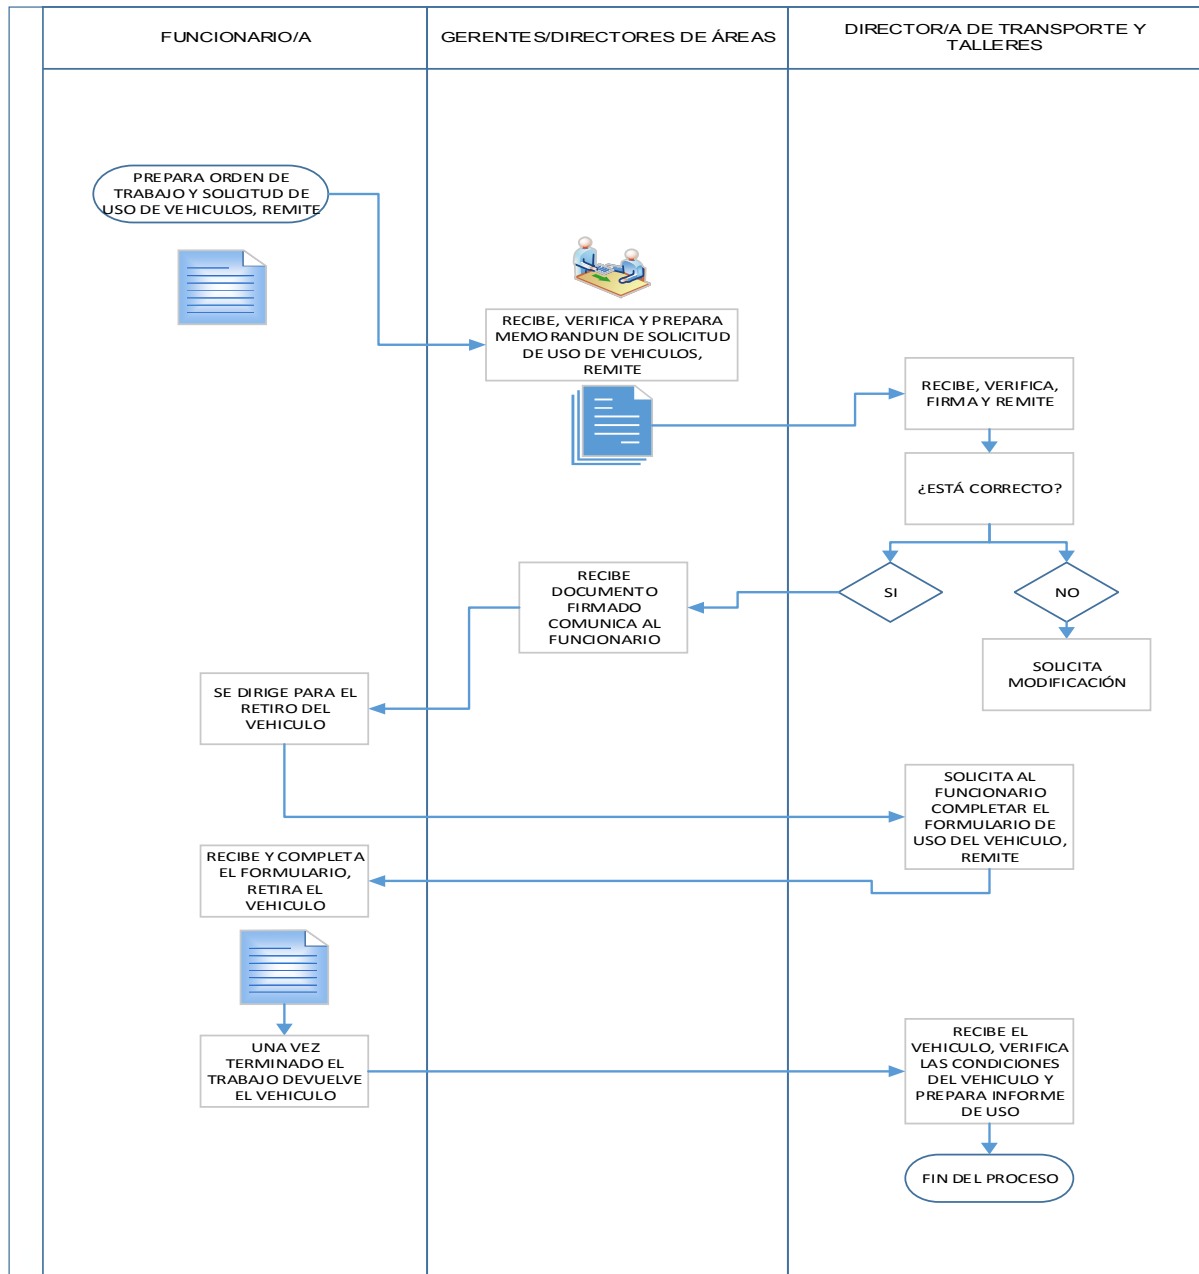 FUNCIONARIO/A
GERENTES/DIRECTORES DE ÁREAS
DIRECTOR/A DE TRANSPORTE Y
TALLERES
PREPARA ORDEN DE
TRABAJO Y SOLICITUD DE
USO DE VEHICULOS, REMITE
RECIBE, VERIFICA Y PREPARA
MEMORANDUN DE SOLICITUD
DE USO DE VEHICULOS,
REMITE
RECIBE, VERIFICA,
FIRMA Y REMITE
¿ESTÁ CORRECTO?
SI
NO
RECIBE
DOCUMENTO
FIRMADO
COMUNICA AL
FUNCIONARIO
SOLICITA
MODIFICACIÓN
SE DIRIGE PARA EL
RETIRO DEL
VEHICULO
SOLICITA AL
FUNCIONARIO
COMPLETAR EL
FORMULARIO DE
USO DEL VEHICULO,
REMITE
RECIBE Y COMPLETA
EL FORMULARIO,
RETIRA EL
VEHICULO
UNA VEZ
TERMINADO EL
TRABAJO DEVUELVE
EL VEHICULO
RECIBE EL
VEHICULO, VERIFICA
LAS CONDICIONES
DEL VEHICULO Y
PREPARA INFORME
DE USO
FIN DEL PROCESO